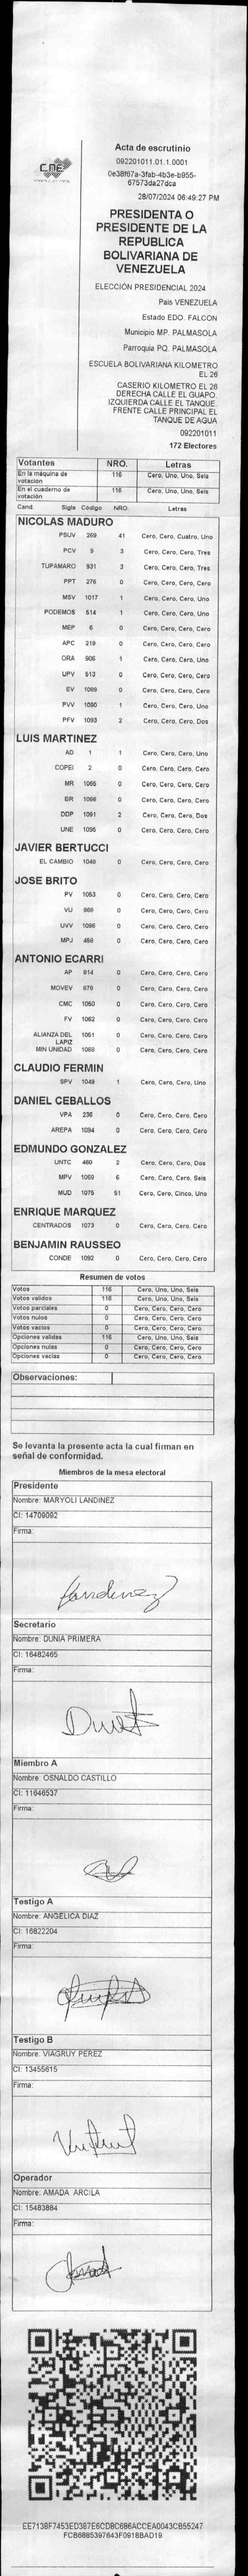 CNE
Acta de escrutinio
092201011.01.1.0001
0e38f67a-3fab-4b3e-b955-
67573da27dca
28/07/2024 06:49:27 PM
PRESIDENTA O
PRESIDENTE DE LA
REPUBLICA
BOLIVARIANA DE
VENEZUELA
ELECCIÓN PRESIDENCIAL 2024
País VENEZUELA
Estado EDO. FALCON
Municipio MP. PALMASOLA
Parroquia PQ. PALMASOLA
ESCUELA BOLIVARIANA KILOMETRO
EL 26
CASERIO KILOMETRO EL 26
DERECHA CALLE EL GUAPO.
IZQUIERDA CALLE EL TANQUE.
FRENTE CALLE PRINCIPAL EL
TANQUE DE AGUA
092201011
172 Electores
Votantes NRO. Letras
En la máquina de votación 116 Cero, Uno, Uno, Seis
En el cuaderno de votación 116 Cero, Uno, Uno, Seis
Cand. Sigla Código NRO. Letras
NICOLAS MADURO
PSUV 269 41 Cero, Cero, Cuatro, Uno
PCV 9 3 Cero, Cero, Cero, Tres
TUPAMARO 931 3 Cero, Cero, Cero, Tres
PPT 276 0 Cero, Cero, Cero, Cero
MSV 1017 1 Cero, Cero, Cero, Uno
PODEMOS 514 1 Cero, Cero, Cero, Uno
MEP 6 0 Cero, Cero, Cero, Cero
APC 219 0 Cero, Cero, Cero, Cero
ORA 906 1 Cero, Cero, Cero, Uno
UPV 613 0 Cero, Cero, Cero, Cero
EV 1089 0 Cero, Cero, Cero, Cero
PVV 1090 1 Cero, Cero, Cero, Uno
PFV 1093 2 Cero, Cero, Cero, Dos
LUIS MARTINEZ
AD 1 1 Cero, Cero, Cero, Uno
COPEI 2 0 Cero, Cero, Cero, Cero
MR 1065 0 Cero, Cero, Cero, Cero
BR 1066 0 Cero, Cero, Cero, Cero
DDP 1091 2 Cero, Cero, Cero, Dos
UNE 1095 0 Cero, Cero, Cero, Cero
JAVIER BERTUCCI
EL CAMBIO 1048 0 Cero, Cero, Cero, Cero
JOSE BRITO
PV 1053 0 Cero, Cero, Cero, Cero
VU 868 0 Cero, Cero, Cero, Cero
UVV 1096 0 Cero, Cero, Cero, Cero
MPJ 459 0 Cero, Cero, Cero, Cero
ANTONIO ECARRI
AP 814 0 Cero, Cero, Cero, Cero
MOVEV 879 0 Cero, Cero, Cero, Cero
CMC 1050 0 Cero, Cero, Cero, Cero
FV 1062 0 Cero, Cero, Cero, Cero
ALIANZA DEL LAPIZ 1051 0 Cero, Cero, Cero, Cero
MIN UNIDAD 1088 0 Cero, Cero, Cero, Cero
CLAUDIO FERMIN
SPV 1049 1 Cero, Cero, Cero, Uno
DANIEL CEBALLOS
VPA 236 0 Cero, Cero, Cero, Cero
AREPA 1094 0 Cero, Cero, Cero, Cero
EDMUNDO GONZALEZ
UNTC 460 2 Cero, Cero, Cero, Dos
MPV 1069 6 Cero, Cero, Cero, Seis
MUD 1075 51 Cero, Cero, Cinco, Uno
ENRIQUE MARQUEZ
CENTRADOS 1073 0 Cero, Cero, Cero, Cero
BENJAMIN RAUSSEO
CONDE 1092 0 Cero, Cero, Cero, Cero
Resumen de votos
Votos 116 Cero, Uno, Uno, Seis
Votos validos 116 Cero, Uno, Uno, Seis
Votos parciales 0 Cero, Cero, Cero, Cero
Votos nulos 0 Cero, Cero, Cero, Cero
Votos vacios 0 Cero, Cero, Cero, Cero
Opciones validas 116 Cero, Uno, Uno, Seis
Opciones nulas 0 Cero, Cero, Cero, Cero
Opciones vacias 0 Cero, Cero, Cero, Cero
Observaciones:
Se levanta la presente acta la cual firman en
señal de conformidad.
Miembros de la mesa electoral
Presidente
Nombre: MARYOLI LANDINEZ
CI: 14709092
Firma:
Landinez
Secretario
Nombre: DUNIA PRIMERA
CI: 16482465
Firma:
Miembro A
Nombre: OSNALDO CASTILLO
CI: 11646537
Firma:
Testigo A
Nombre: ANGELICA DIAZ
CI: 16822204
Firma:
Testigo B
Nombre: VIAGRUY PEREZ
CI: 13455615
Firma:
Operador
Nombre: AMADA ARCILA
CI: 15483884
Firma:
EE713BF7453ED387E6CDBC686ACCEA0043CB55247
FCB6885397643F0918BAD19